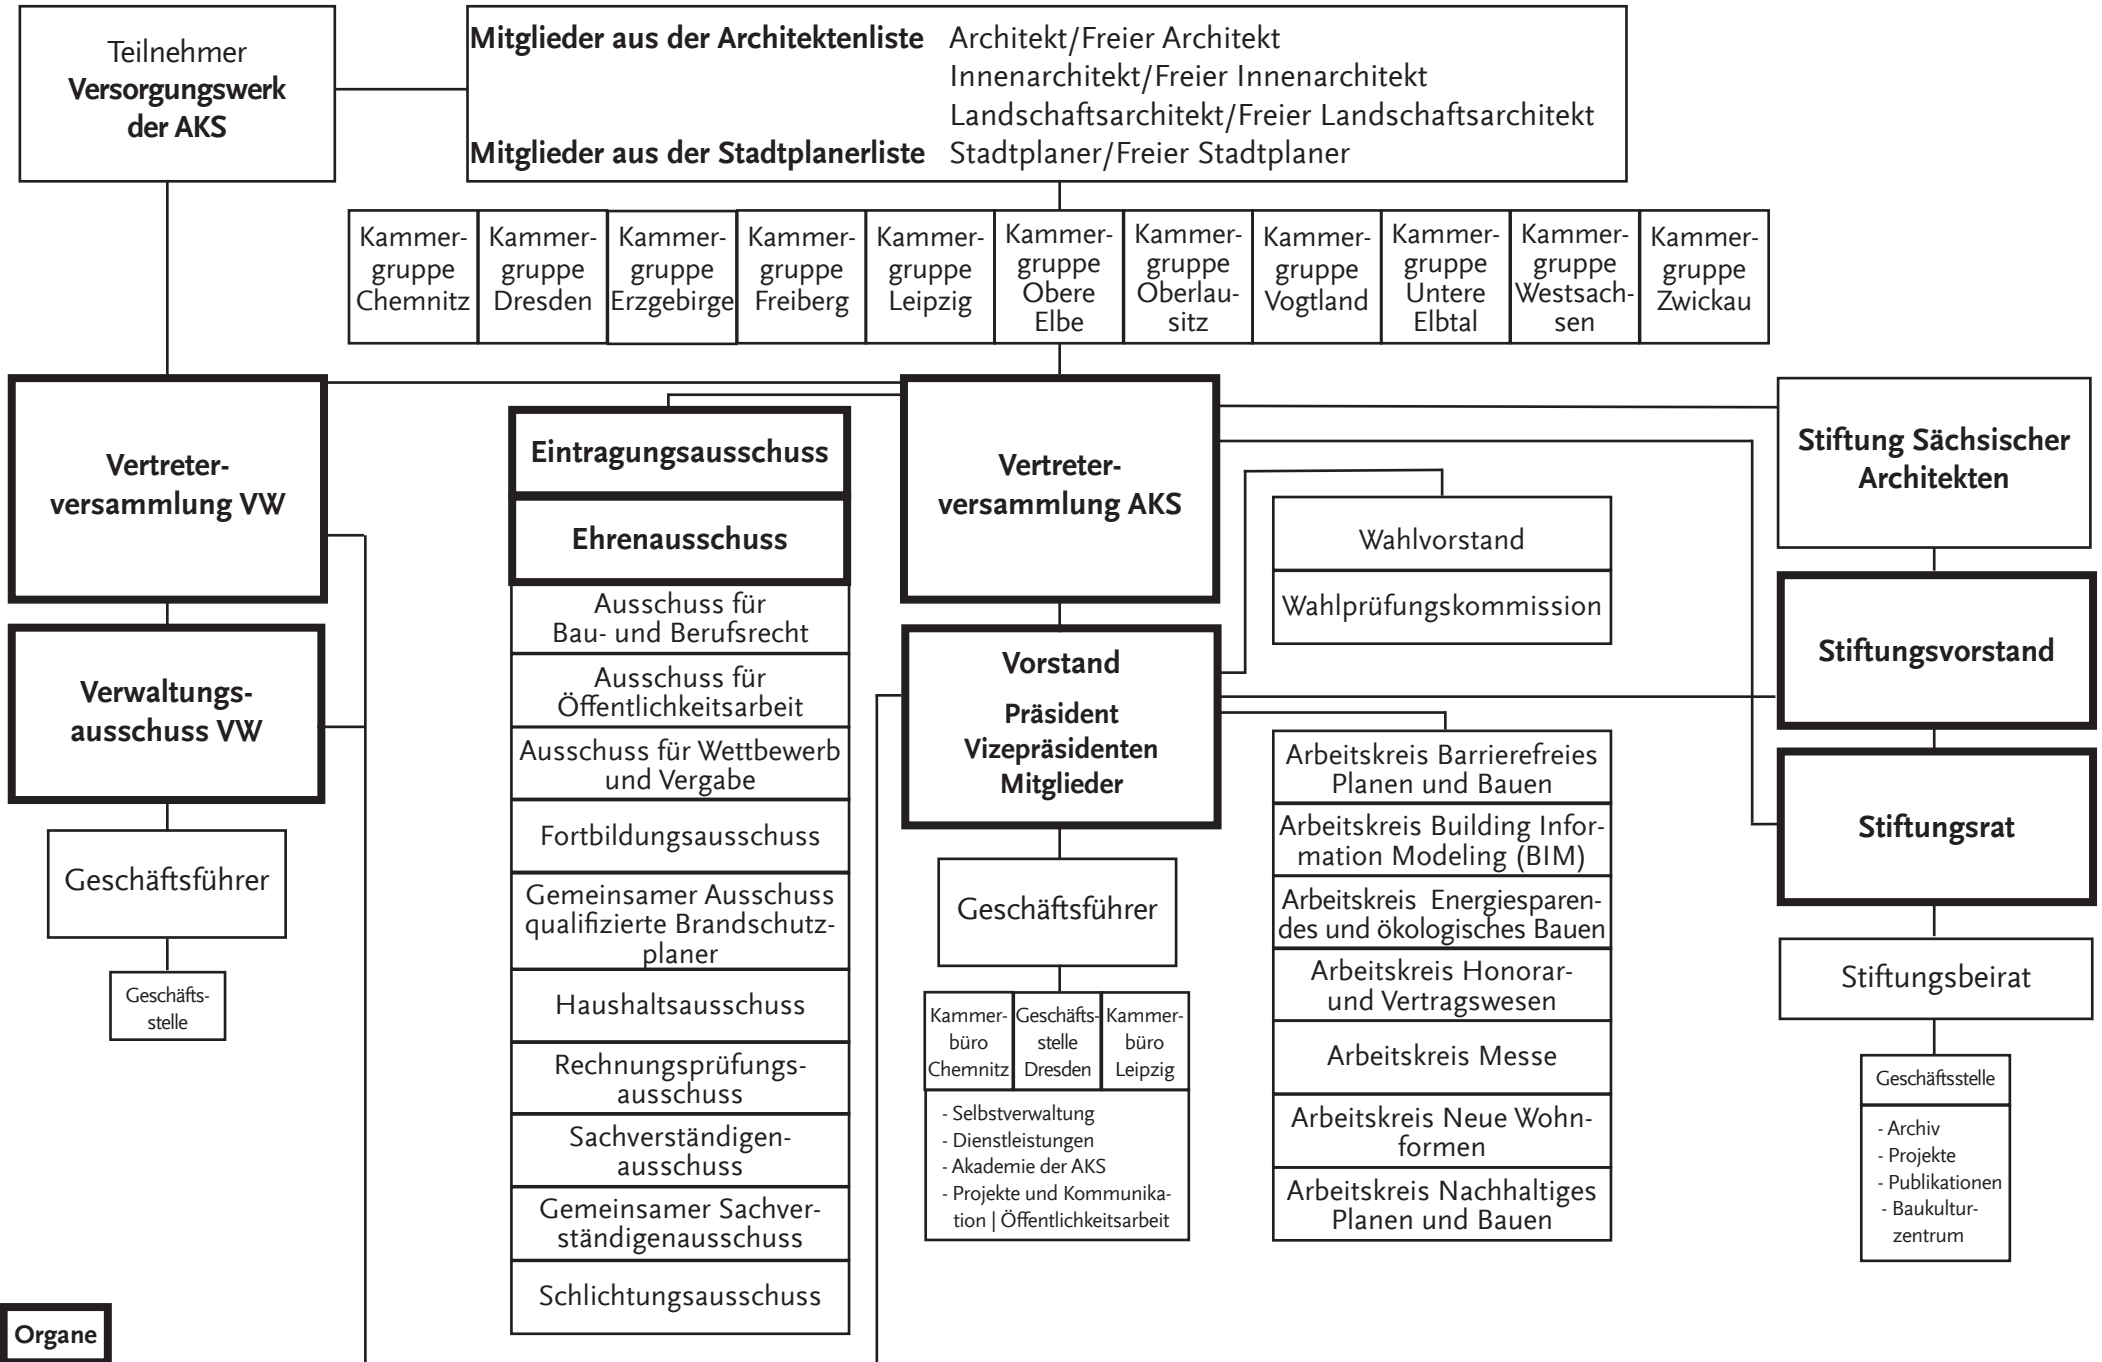 Teilnehmer
Versorgungswerk
der AKS
Mitglieder aus der Architektenliste Architekt/Freier Architekt
Innenarchitekt/Freier Innenarchitekt
Landschaftsarchitekt/Freier Landschaftsarchitekt
Mitglieder aus der Stadtplanerliste Stadtplaner/Freier Stadtplaner
Kammer-
gruppe
Chemnitz
Kammer-
gruppe
Dresden
Kammer-
gruppe
Erzgebirge
Kammer-
gruppe
Freiberg
Kammer-
gruppe
Leipzig
Kammer-
gruppe
Obere
Elbe
Kammer-
gruppe
Oberlau-
sitz
Kammer-
gruppe
Vogtland
Kammer-
gruppe
Untere
Elbtal
Kammer-
gruppe
Westsach-
sen
Kammer-
gruppe
Zwickau
Vertreter-
versammlung VW
Verwaltungs-
ausschuss VW
Geschäftsführer
Geschäfts-
stelle
Eintragungsausschuss
Ehrenausschuss
Ausschuss für
Bau- und Berufsrecht
Ausschuss für
Öffentlichkeitsarbeit
Ausschuss für Wettbewerb
und Vergabe
Fortbildungsausschuss
Gemeinsamer Ausschuss
qualifizierte Brandschutz-
planer
Haushaltsausschuss
Rechnungsprüfungs-
ausschuss
Sachverständigen-
ausschuss
Gemeinsamer Sachver-
ständigenausschuss
Schlichtungsausschuss
Vertreter-
versammlung AKS
Vorstand
Präsident
Vizepräsidenten
Mitglieder
Geschäftsführer
Kammer-
büro
Chemnitz
Geschäfts-
stelle
Dresden
Kammer-
büro
Leipzig
- Selbstverwaltung
- Dienstleistungen
- Akademie der AKS
- Projekte und Kommunika-
tion | Öffentlichkeitsarbeit
Wahlvorstand
Wahlprüfungskommission
Arbeitskreis Barrierefreies
Planen und Bauen
Arbeitskreis Building Infor-
mation Modeling (BIM)
Arbeitskreis Energiesparen-
des und ökologisches Bauen
Arbeitskreis Honorar-
und Vertragswesen
Arbeitskreis Messe
Arbeitskreis Neue Wohn-
formen
Arbeitskreis Nachhaltiges
Planen und Bauen
Stiftung Sächsischer
Architekten
Stiftungsvorstand
Stiftungsrat
Stiftungsbeirat
Geschäftsstelle
- Archiv
- Projekte
- Publikationen
- Baukultur-
zentrum
Organe